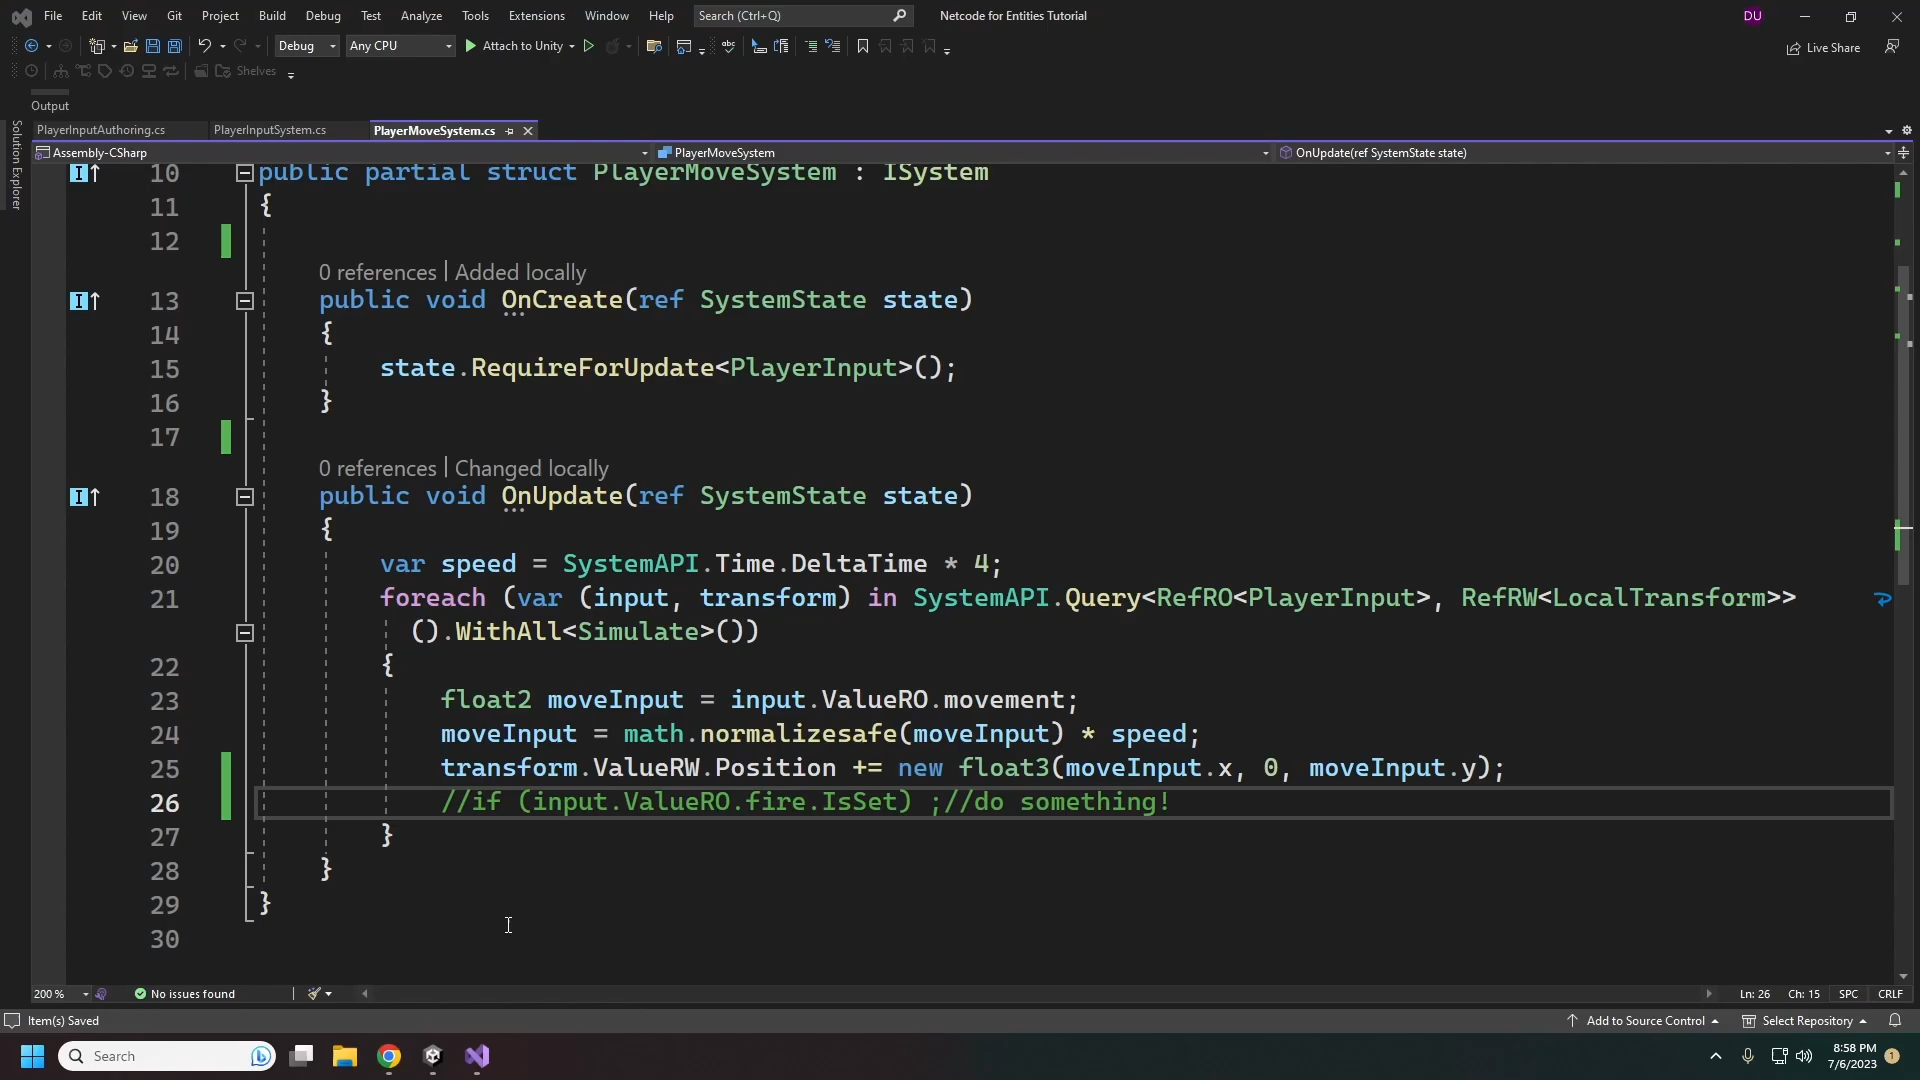 File Edit View Git Project Build Debug Test Analyze Tools Extensions Window Help Search (Ctrl+Q) Netcode for Entities Tutorial DU
Debug Any CPU Attach to Unity Live Share
Shelves
Output
Solution Explorer
PlayerInputAuthoring.cs PlayerInputSystem.cs PlayerMoveSystem.cs
Assembly-CSharp PlayerMoveSystem OnUpdate(ref SystemState state)
10 public partial struct PlayerMoveSystem : ISystem
11 {
12
0 references | Added locally
13 public void OnCreate(ref SystemState state)
14 {
15 state.RequireForUpdate<PlayerInput>();
16 }
17
0 references | Changed locally
18 public void OnUpdate(ref SystemState state)
19 {
20 var speed = SystemAPI.Time.DeltaTime * 4;
21 foreach (var (input, transform) in SystemAPI.Query<RefRO<PlayerInput>, RefRW<LocalTransform>>
().WithAll<Simulate>())
22 {
23 float2 moveInput = input.ValueRO.movement;
24 moveInput = math.normalizesafe(moveInput) * speed;
25 transform.ValueRW.Position += new float3(moveInput.x, 0, moveInput.y);
26 //if (input.ValueRO.fire.IsSet) ;//do something!
27 }
28 }
29 }
30
200 % No issues found Ln: 26 Ch: 15 SPC CRLF
Item(s) Saved Add to Source Control Select Repository
Search 8:58 PM
7/6/2023 1